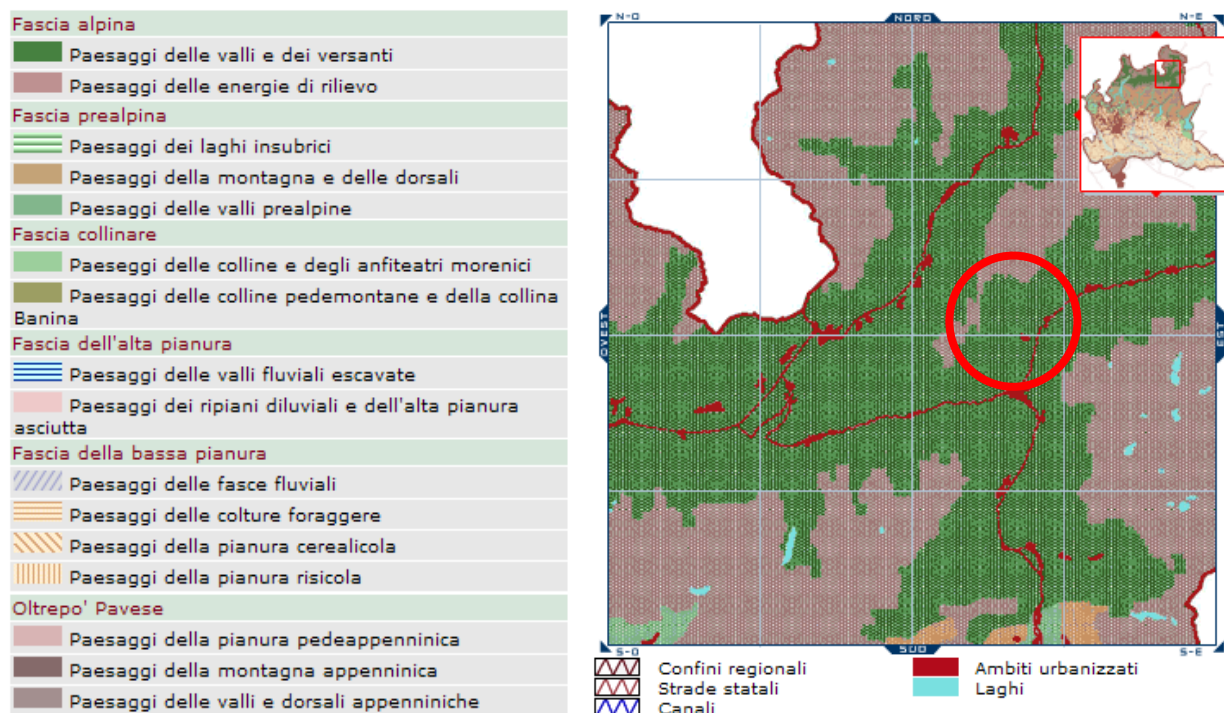 Fascia alpina
Paesaggi delle valli e dei versanti
Paesaggi delle energie di rilievo
Fascia prealpina
Paesaggi dei laghi insubrici
Paesaggi della montagna e delle dorsali
Paesaggi delle valli prealpine
Fascia collinare
Paeseggi delle colline e degli anfiteatri morenici
Paesaggi delle colline pedemontane e della collina
Banina
Fascia dell'alta pianura
Paesaggi delle valli fluviali escavate
Paesaggi dei ripiani diluviali e dell'alta pianura
asciutta
Fascia della bassa pianura
Paesaggi delle fasce fluviali
Paesaggi delle colture foraggere
Paesaggi della pianura cerealicola
Paesaggi della pianura risicola
Oltrepo' Pavese
Paesaggi della pianura pedeappenninica
Paesaggi della montagna appenninica
Paesaggi delle valli e dorsali appenniniche
N-O
NORD
N-E
OVEST
EST
S-O
SUD
S-E
Confini regionali
Strade statali
Canali
Ambiti urbanizzati
Laghi